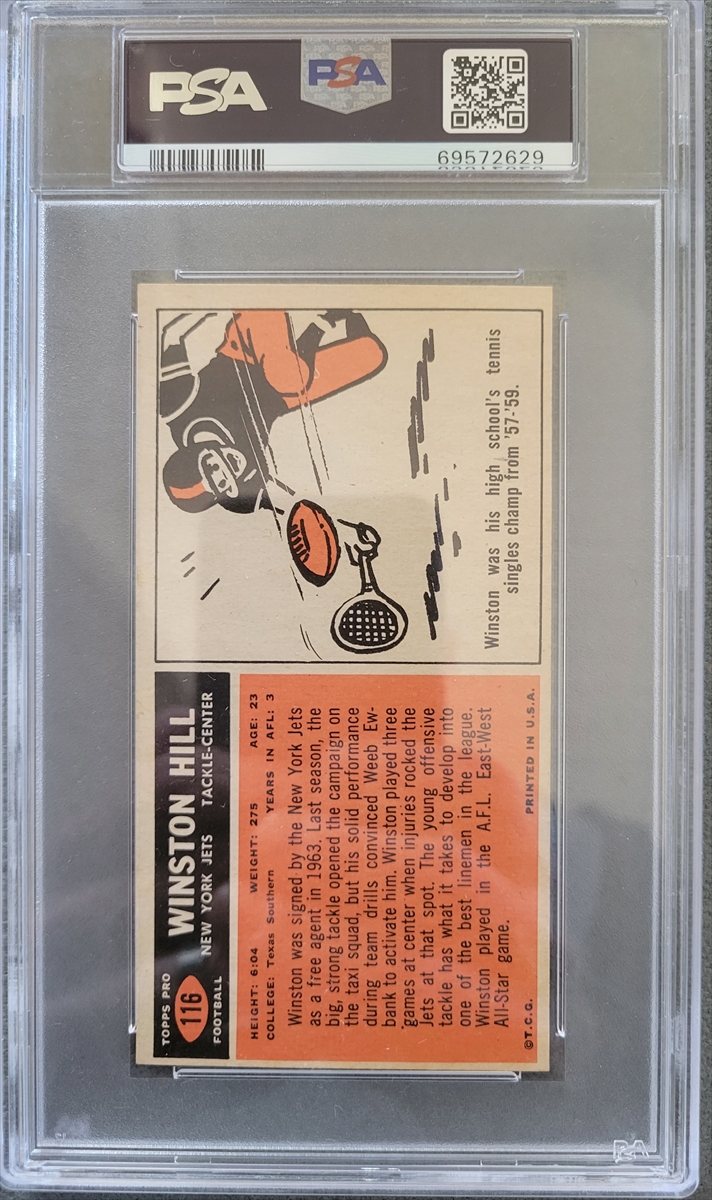 PSA
PSA
69572629
TOPPS PRO
116
FOOTBALL
WINSTON HILL
NEW YORK JETS TACKLE-CENTER
HEIGHT: 6:04 WEIGHT: 275 AGE: 23
COLLEGE: Texas Southern YEARS IN AFL: 3
Winston was signed by the New York Jets
as a free agent in 1963. Last season, the
big, strong tackle opened the campaign on
the taxi squad, but his solid performance
during team drills convinced Weeb Ew-
bank to activate him. Winston played three
games at center when injuries rocked the
Jets at that spot. The young offensive
tackle has what it takes to develop into
one of the best linemen in the league.
Winston played in the A.F.L. East-West
All-Star game.
©T.C.G. PRINTED IN U.S.A.
Winston was his high school's tennis
singles champ from '57-'59.